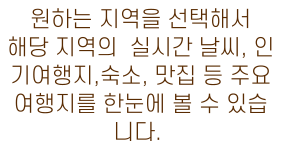 원하는 지역을 선택해서
해당 지역의 실시간 날씨, 인
기여행지,숙소, 맛집 등 주요
여행지를 한눈에 볼 수 있습
니다.